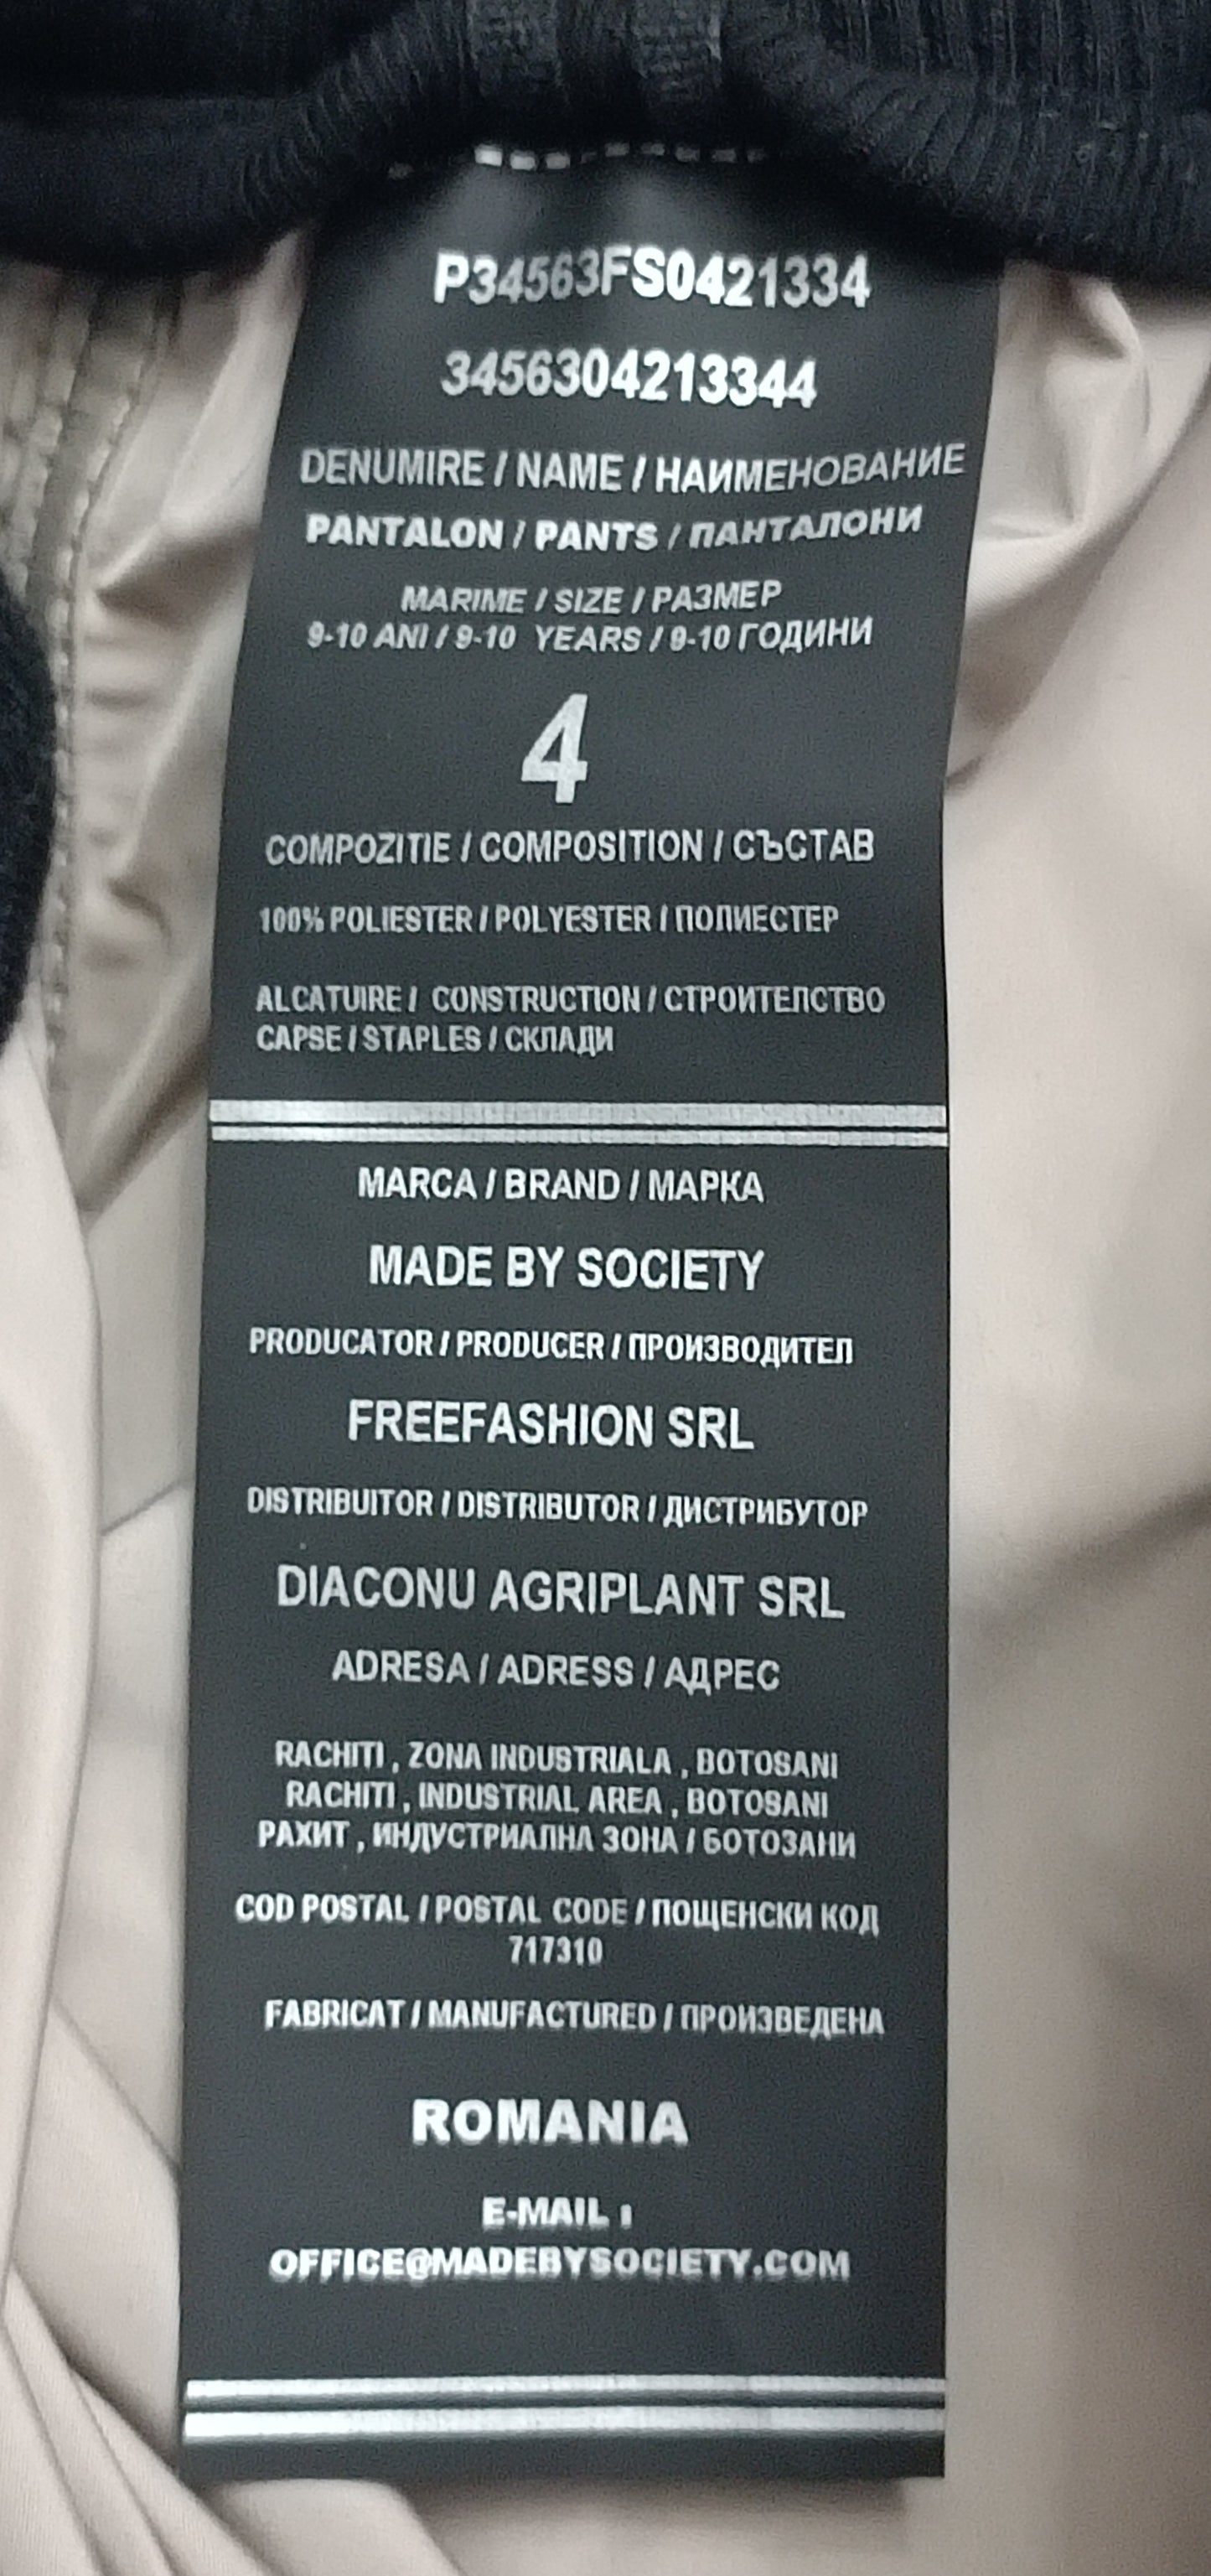 P34563FS0421334
3456304213344
DENUMIRE / NAME / НАИМЕНОВАНИЕ
PANTALON / PANTS / ПАНТАЛОНИ
MARIME / SIZE / РАЗМЕР
9-10 ANI / 9-10 YEARS / 9-10 ГОДИНИ
4
COMPOZITIE / COMPOSITION / СЪСТАВ
100% POLIESTER / POLYESTER / ПОЛИЕСТЕР
ALCATUIRE / CONSTRUCTION / СТРОИТЕЛСТВО
CAPSE / STAPLES / СКЛАДИ
MARCA / BRAND / МАРКА
MADE BY SOCIETY
PRODUCATOR / PRODUCER / ПРОИЗВОДИТЕЛ
FREEFASHION SRL
DISTRIBUITOR / DISTRIBUTOR / ДИСТРИБУТОР
DIACONU AGRIPLANT SRL
ADRESA / ADRESS / АДРЕС
RACHITI , ZONA INDUSTRIALA , BOTOSANI
RACHITI , INDUSTRIAL AREA , BOTOSANI
РАХИТ , ИНДУСТРИАЛНА ЗОНА / БОТОЗАНИ
COD POSTAL / POSTAL CODE / ПОЩЕНСКИ КОД
717310
FABRICAT / MANUFACTURED / ПРОИЗВЕДЕНА
ROMANIA
E-MAIL :
OFFICE@MADEBYSOCIETY.COM